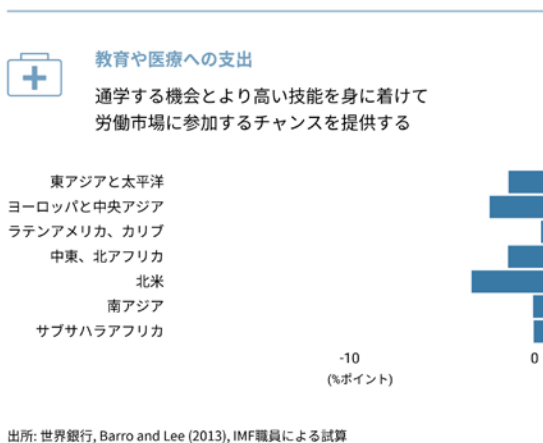 教育や医療への支出
通学する機会とより高い技能を身に着けて
労働市場に参加するチャンスを提供する
東アジアと太平洋
ヨーロッパと中央アジア
ラテンアメリカ、カリブ
中東、北アフリカ
北米
南アジア
サブサハラアフリカ
-10
0
(%ポイント)
出所: 世界銀行, Barro and Lee (2013), IMF職員による試算